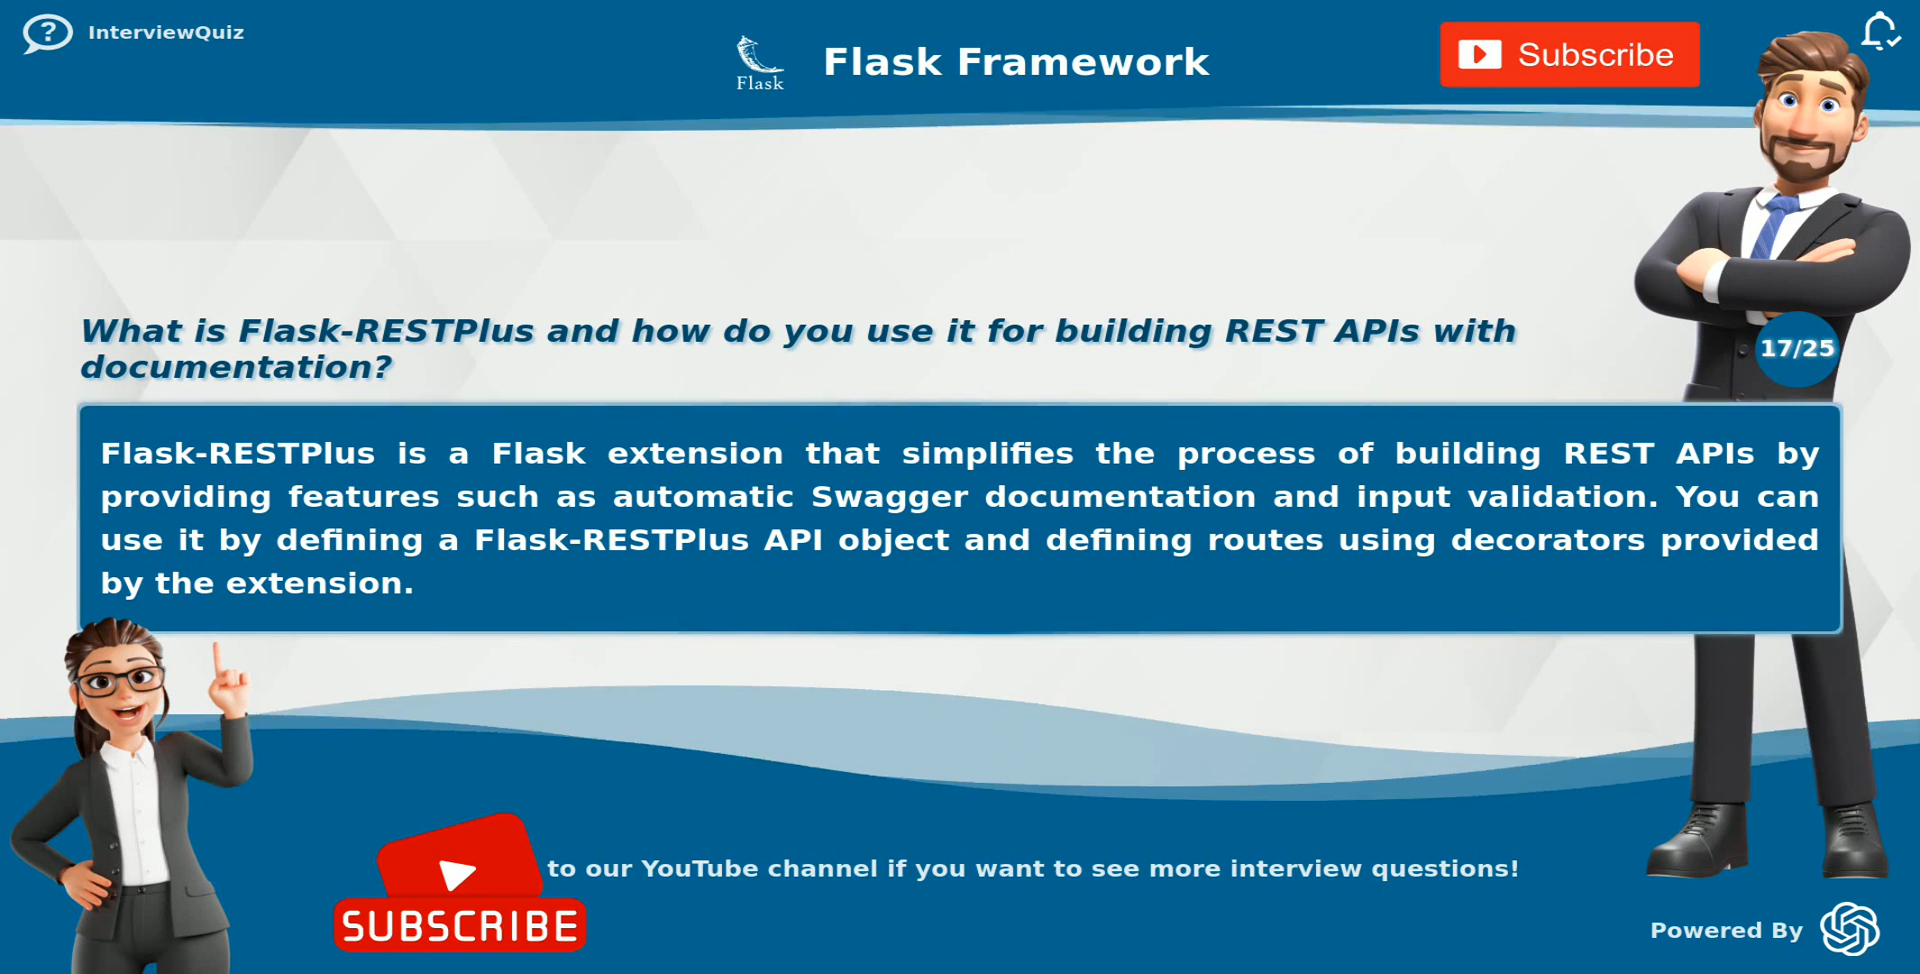 InterviewQuiz
Flask
Flask Framework
Subscribe
What is Flask-RESTPlus and how do you use it for building REST APIs with
documentation?
17/25
Flask-RESTPlus is a Flask extension that simplifies the process of building REST APIs by
providing features such as automatic Swagger documentation and input validation. You can
use it by defining a Flask-RESTPlus API object and defining routes using decorators provided
by the extension.
to our YouTube channel if you want to see more interview questions!
SUBSCRIBE
Powered By